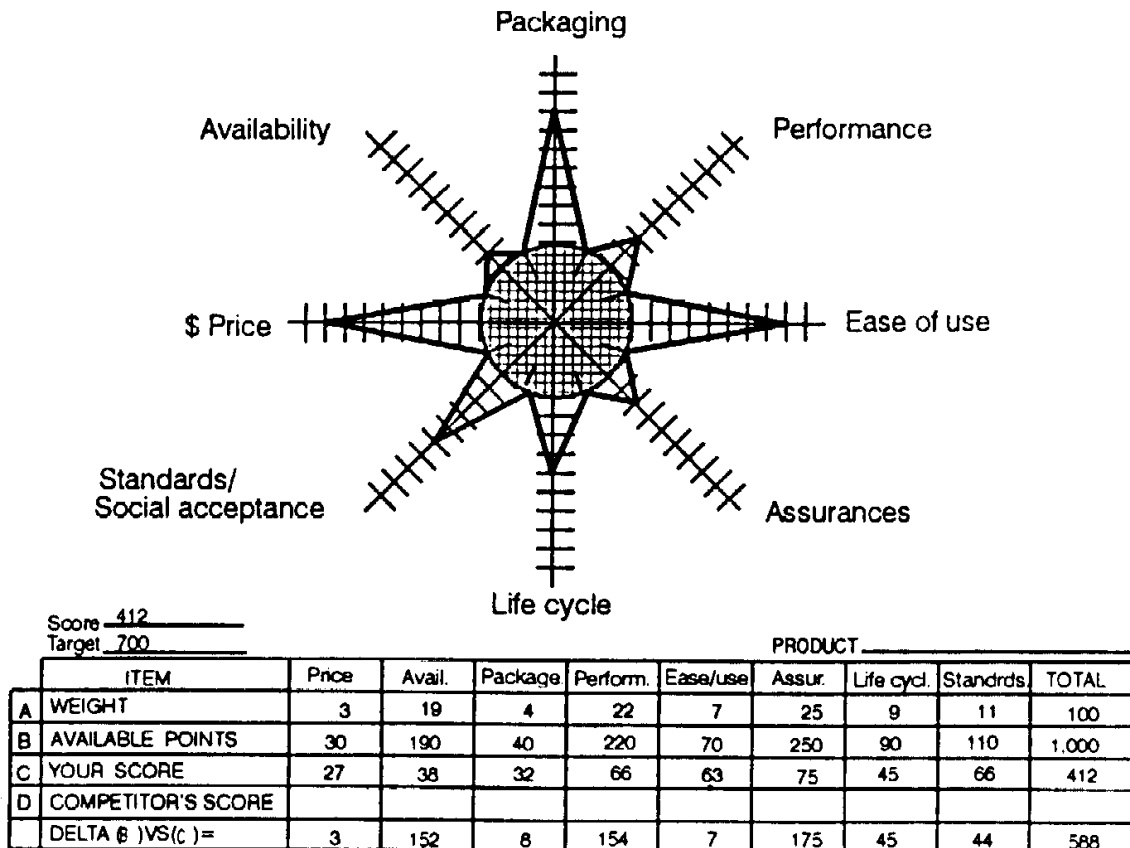 Packaging
Availability
Performance
$ Price
Ease of use
Standards/
Social acceptance
Assurances
Life cycle
Score 412
Target 700
PRODUCT
ITEM Price Avail. Package. Perform. Ease/use Assur. Life cycl. Standrds. TOTAL
A WEIGHT 3 19 4 22 7 25 9 11 100
B AVAILABLE POINTS 30 190 40 220 70 250 90 110 1.000
C YOUR SCORE 27 38 32 66 63 75 45 66 412
D COMPETITOR'S SCORE
DELTA (B) VS (C) = 3 152 8 154 7 175 45 44 588